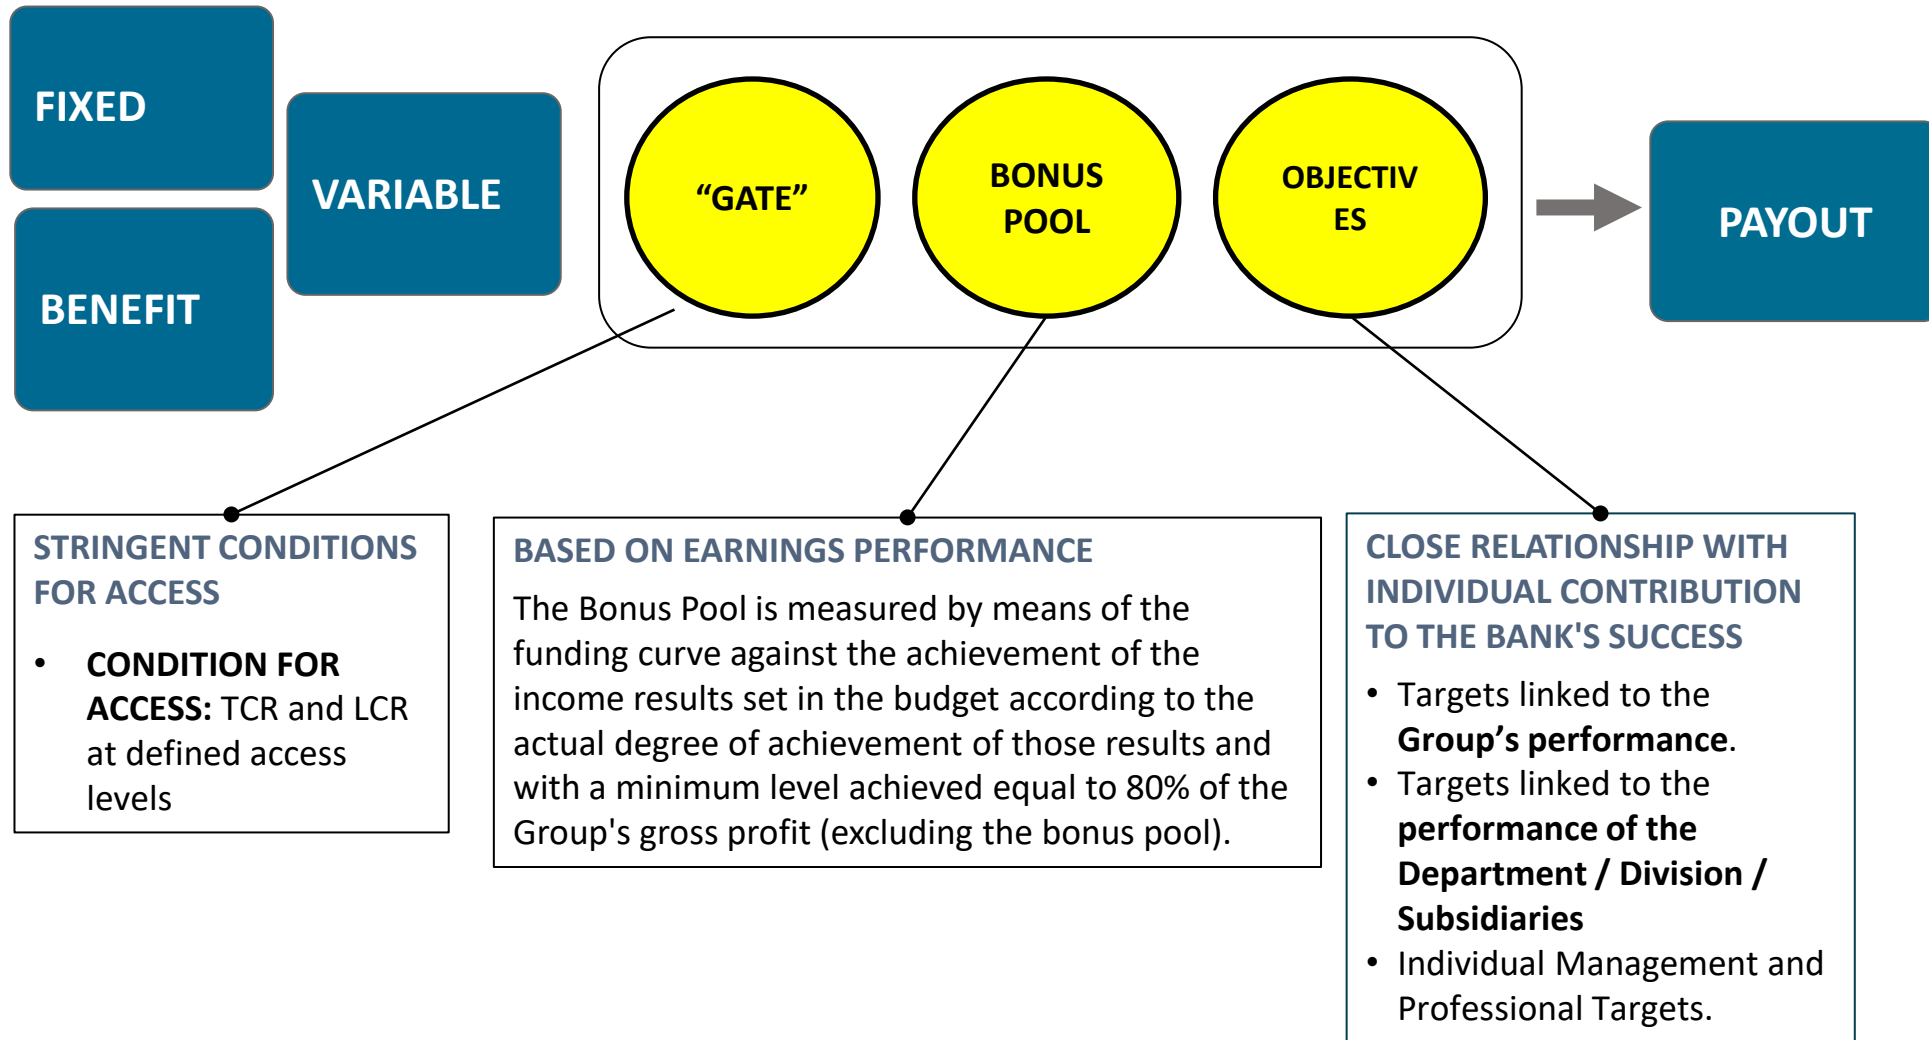 FIXED
BENEFIT
VARIABLE
“GATE”
BONUS
POOL
OBJECTIV
ES
PAYOUT
STRINGENT CONDITIONS
FOR ACCESS
• CONDITION FOR
ACCESS: TCR and LCR
at defined access
levels
BASED ON EARNINGS PERFORMANCE
The Bonus Pool is measured by means of the
funding curve against the achievement of the
income results set in the budget according to the
actual degree of achievement of those results and
with a minimum level achieved equal to 80% of the
Group's gross profit (excluding the bonus pool).
CLOSE RELATIONSHIP WITH
INDIVIDUAL CONTRIBUTION
TO THE BANK'S SUCCESS
• Targets linked to the
Group’s performance.
• Targets linked to the
performance of the
Department / Division /
Subsidiaries
• Individual Management and
Professional Targets.